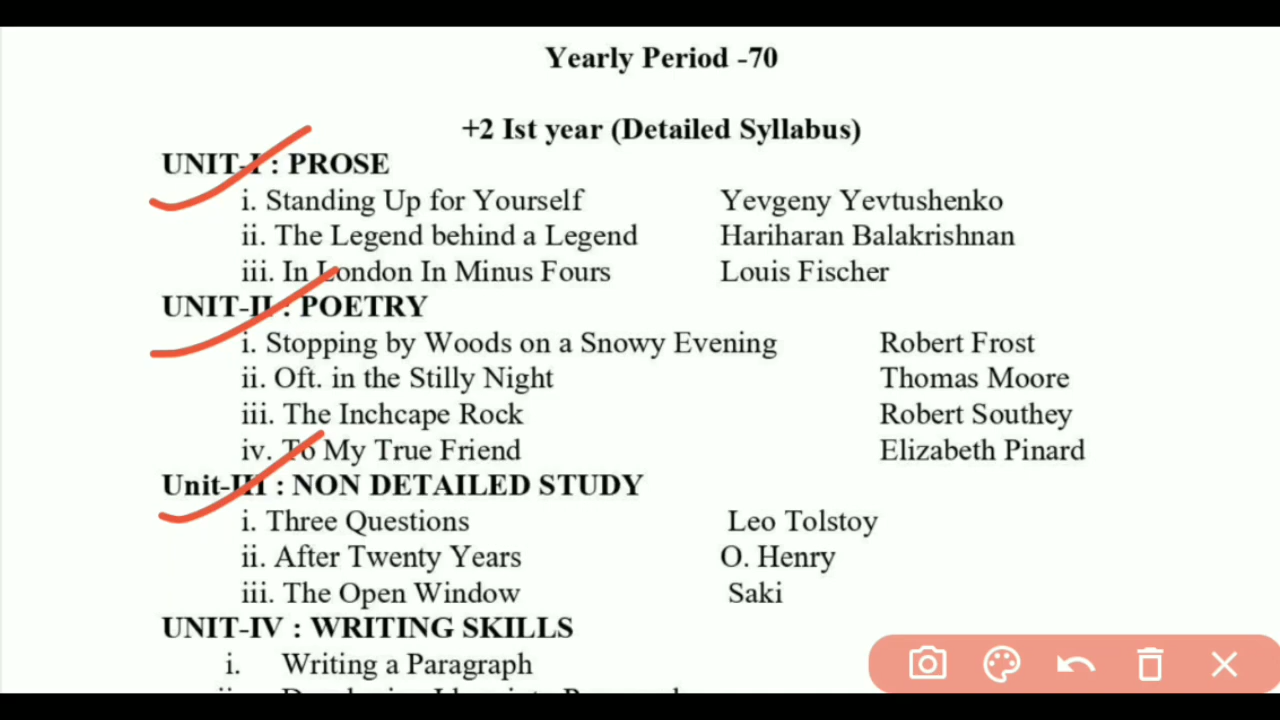 Yearly Period -70
+2 Ist year (Detailed Syllabus)
UNIT-I : PROSE
i. Standing Up for Yourself Yevgeny Yevtushenko
ii. The Legend behind a Legend Hariharan Balakrishnan
iii. In London In Minus Fours Louis Fischer
UNIT-II : POETRY
i. Stopping by Woods on a Snowy Evening Robert Frost
ii. Oft. in the Stilly Night Thomas Moore
iii. The Inchcape Rock Robert Southey
iv. To My True Friend Elizabeth Pinard
Unit-III : NON DETAILED STUDY
i. Three Questions Leo Tolstoy
ii. After Twenty Years O. Henry
iii. The Open Window Saki
UNIT-IV : WRITING SKILLS
i. Writing a Paragraph